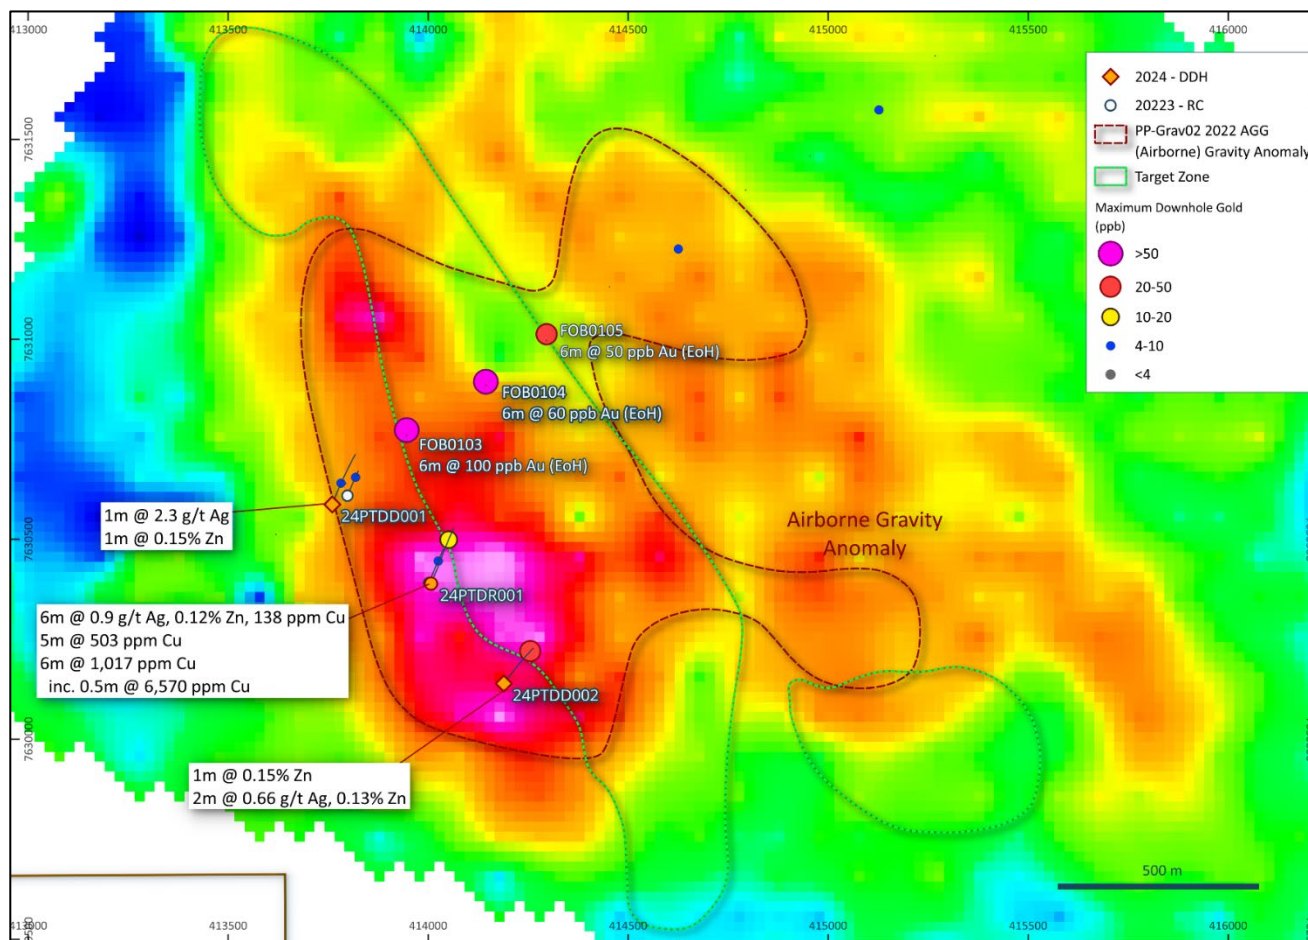 413000
413500
414000
414500
415000
415500
416000
7631500
7631000
7630500
7630000
2024 - DDH
20223 - RC
PP-Grav02 2022 AGG
(Airborne) Gravity Anomaly
Target Zone
Maximum Downhole Gold
(ppb)
>50
20-50
10-20
4-10
<4
FOB0105
6m @ 50 ppb Au (EoH)
FOB0104
6m @ 60 ppb Au (EoH)
FOB0103
6m @ 100 ppb Au (EoH)
1m @ 2.3 g/t Ag
1m @ 0.15% Zn
24PTDD001
Airborne Gravity
Anomaly
24PTDR001
6m @ 0.9 g/t Ag, 0.12% Zn, 138 ppm Cu
5m @ 503 ppm Cu
6m @ 1,017 ppm Cu
inc. 0.5m @ 6,570 ppm Cu
24PTDD002
1m @ 0.15% Zn
2m @ 0.66 g/t Ag, 0.13% Zn
500 m
413500
414000
414500
415000
415500
416000